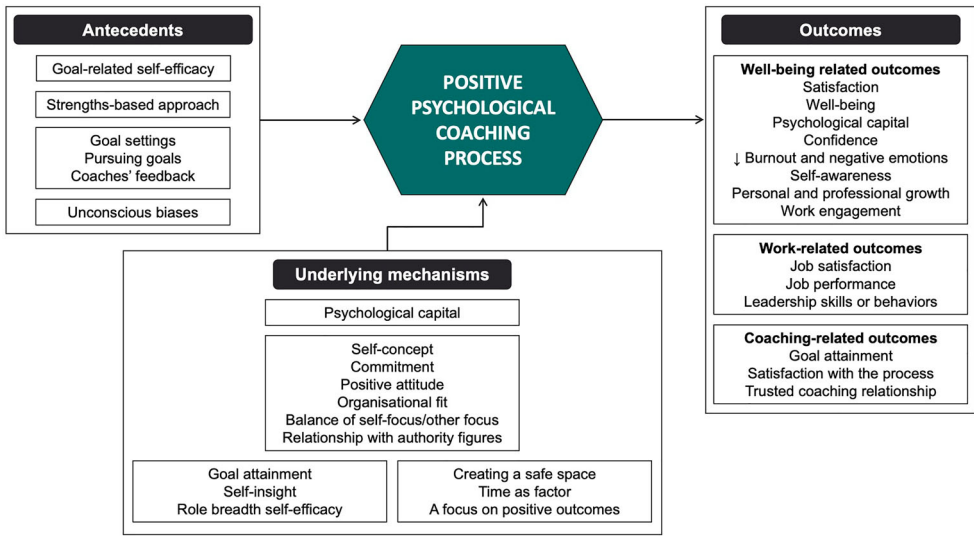 Antecedents
Goal-related self-efficacy
Strengths-based approach
Goal settings
Pursuing goals
Coaches’ feedback
Unconscious biases
POSITIVE
PSYCHOLOGICAL
COACHING
PROCESS
Underlying mechanisms
Psychological capital
Self-concept
Commitment
Positive attitude
Organisational fit
Balance of self-focus/other focus
Relationship with authority figures
Goal attainment
Self-insight
Role breadth self-efficacy
Creating a safe space
Time as factor
A focus on positive outcomes
Outcomes
Well-being related outcomes
Satisfaction
Well-being
Psychological capital
Confidence
↓ Burnout and negative emotions
Self-awareness
Personal and professional growth
Work engagement
Work-related outcomes
Job satisfaction
Job performance
Leadership skills or behaviors
Coaching-related outcomes
Goal attainment
Satisfaction with the process
Trusted coaching relationship